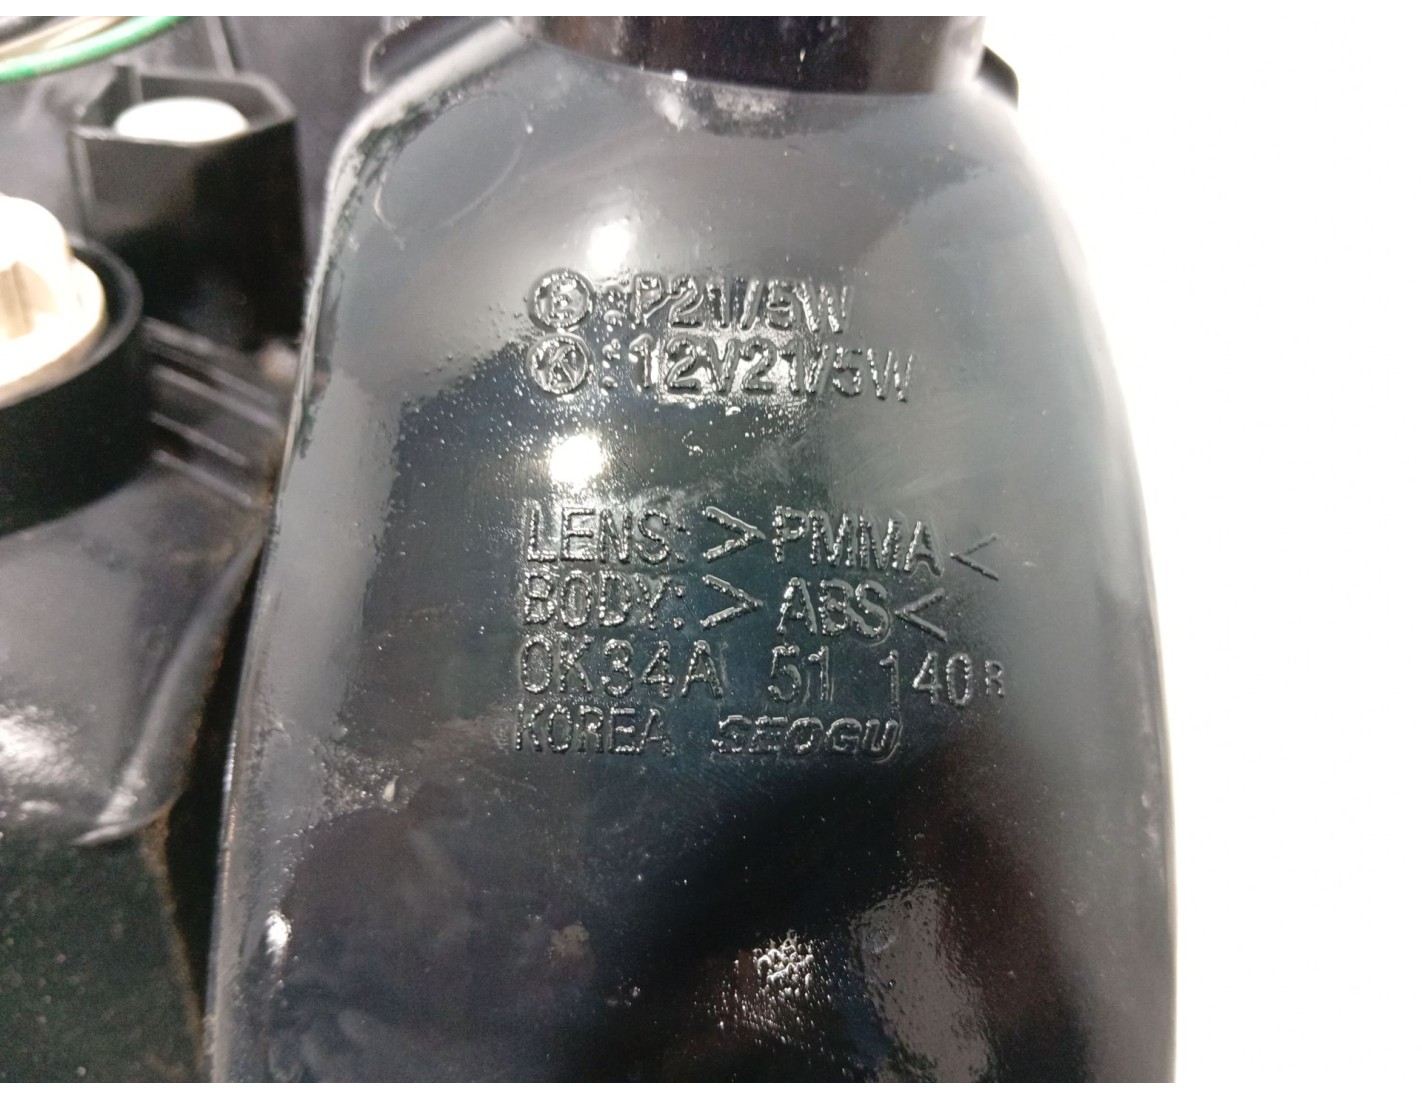 Ⓔ:P21/5W
Ⓚ:12V21/5W
LENS:>PMMA<
BODY:>ABS<
0K34A 51 140R
KOREA SEOGU